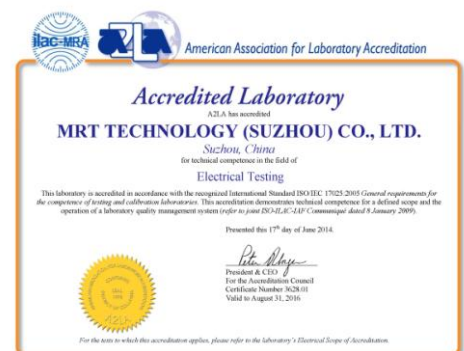 ilac-MRA
A2LA
American Association for Laboratory Accreditation
Accredited Laboratory
A2LA has accredited
MRT TECHNOLOGY (SUZHOU) CO., LTD.
Suzhou, China
for technical competence in the field of
Electrical Testing
This laboratory is accredited in accordance with the recognized International Standard ISO/IEC 17025:2005 General requirements for
the competence of testing and calibration laboratories. This accreditation demonstrates technical competence for a defined scope and the
operation of a laboratory quality management system (refer to joint ISO-ILAC-IAF Communiqué dated 8 January 2009).
Presented this 17th day of June 2014.
President & CEO
For the Accreditation Council
Certificate Number 3628.01
Valid to August 31, 2016
A2LA
For the tests to which this accreditation applies, please refer to the laboratory's Electrical Scope of Accreditation.